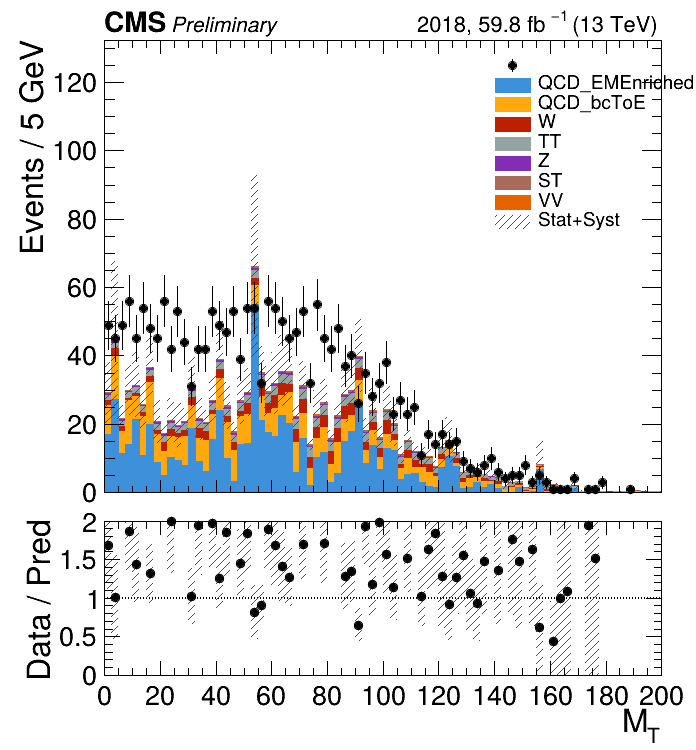 CMS Preliminary 2018, 59.8 fb⁻¹ (13 TeV)
Events / 5 GeV
120
100
80
60
40
20
0
QCD_EMEnriched
QCD_bcToE
W
TT
Z
ST
VV
Stat+Syst
Data / Pred
2
1.5
1
0.5
0
0 20 40 60 80 100 120 140 160 180 200
M_T